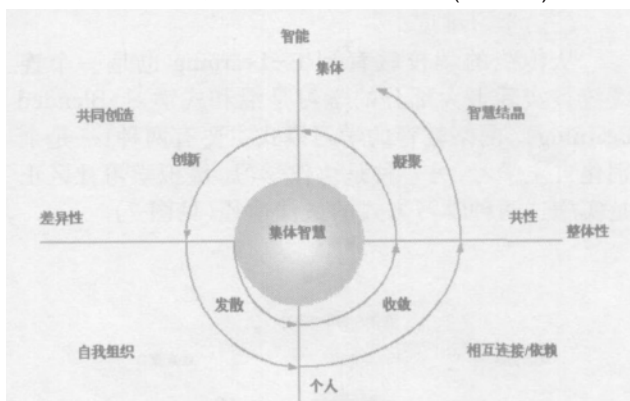 智能
集体
共同创造
智慧结晶
创新
凝聚
差异性
集体智慧
共性
整体性
发散
收敛
自我组织
相互连接/依赖
个人